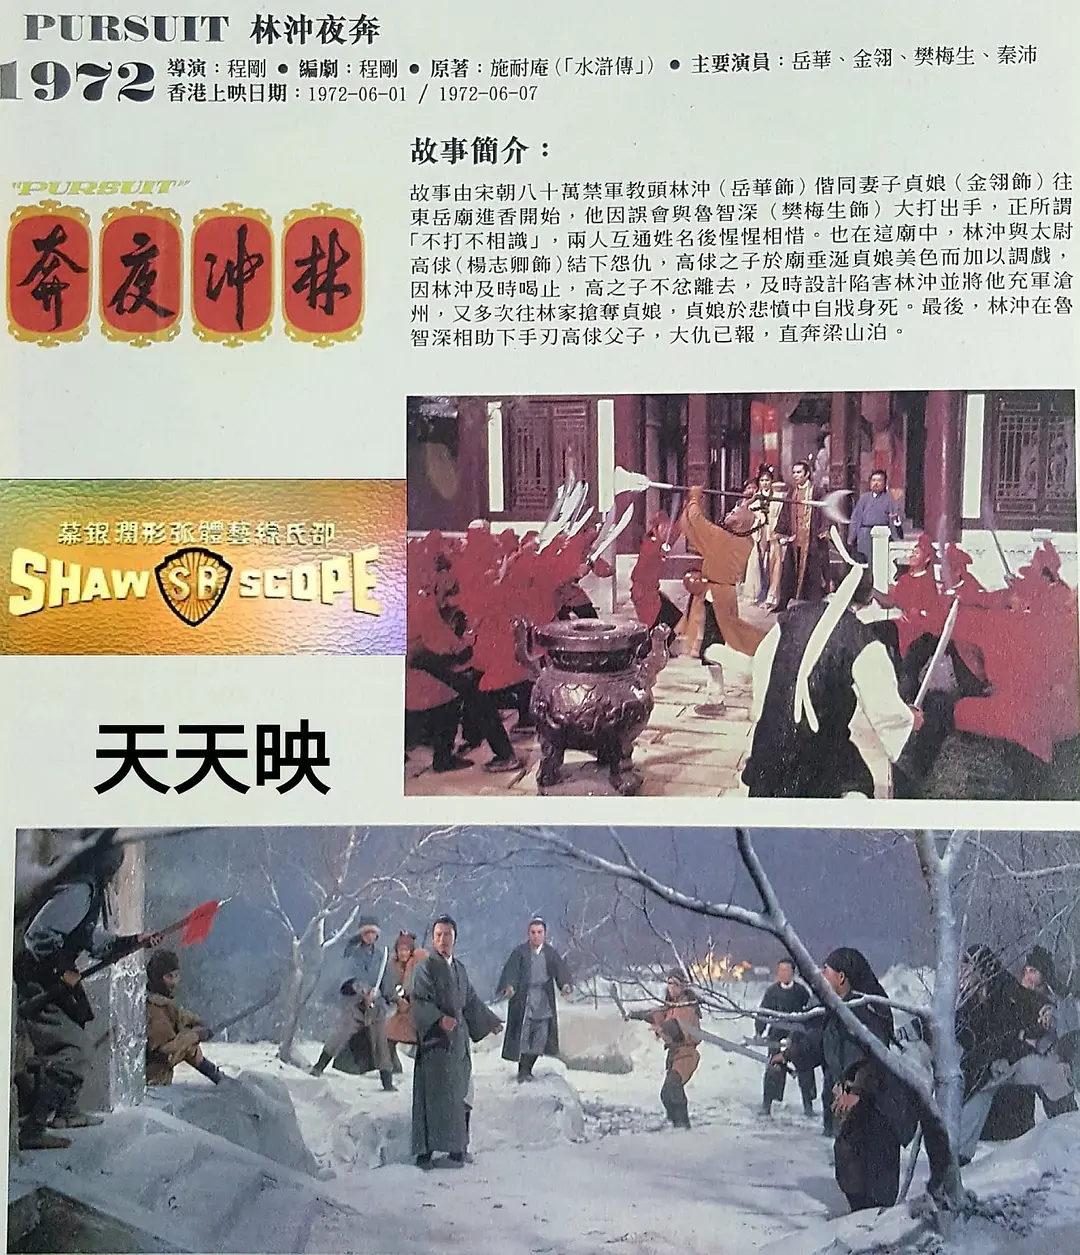 PURSUIT 林沖夜奔
1972 導演：程剛 ● 編劇：程剛 ● 原著：施耐庵（「水滸傳」） ● 主要演員：岳華、金翎、樊梅生、秦沛
香港上映日期：1972-06-01 / 1972-06-07
"PURSUIT"
奔夜沖林
故事簡介：
故事由宋朝八十萬禁軍教頭林沖（岳華飾）偕同妻子貞娘（金翎飾）往
東岳廟進香開始，他因誤會與魯智深（樊梅生飾）大打出手，正所謂
「不打不相識」，兩人互通姓名後惺惺相惜。也在這廟中，林沖與太尉
高俅（楊志卿飾）結下怨仇，高俅之子於廟垂涎貞娘美色而加以調戲，
因林沖及時喝止，高之子不忿離去，及時設計陷害林沖並將他充軍滄
州，又多次往林家搶奪貞娘，貞娘於悲憤中自戕身死。最後，林沖在魯
智深相助下手刃高俅父子，大仇已報，直奔梁山泊。
幕銀濶形弧體藝綜氏邵
SHAW SB SCOPE
天天映